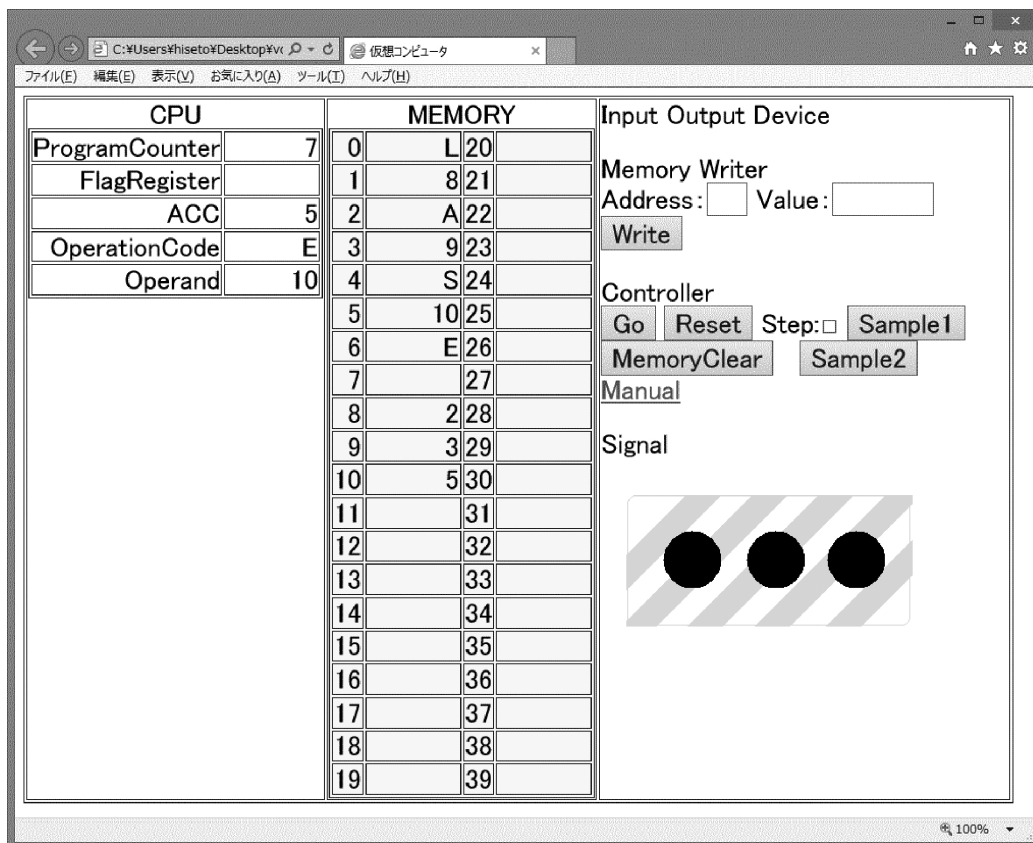 C:¥Users¥hiseto¥Desktop¥vc
仮想コンピュータ
ファイル(F) 編集(E) 表示(V) お気に入り(A) ツール(T) ヘルプ(H)
CPU
ProgramCounter 7
FlagRegister
ACC 5
OperationCode E
Operand 10
MEMORY
0 L 20
1 8 21
2 A 22
3 9 23
4 S 24
5 10 25
6 E 26
7 27
8 2 28
9 3 29
10 5 30
11 31
12 32
13 33
14 34
15 35
16 36
17 37
18 38
19 39
Input Output Device
Memory Writer
Address: Value:
Write
Controller
Go Reset Step: Sample1
MemoryClear Sample2
Manual
Signal
100%